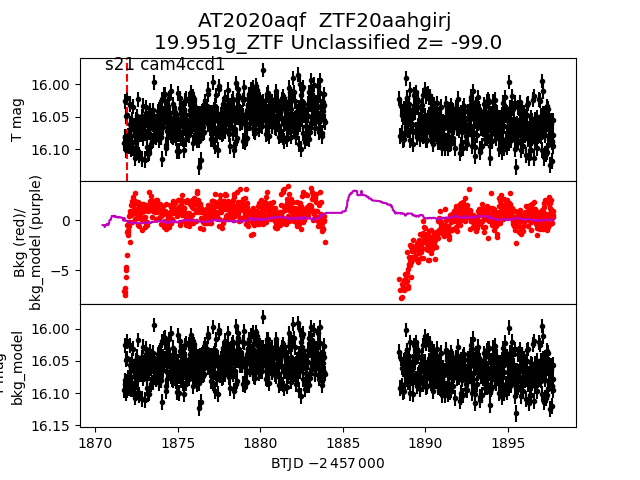 AT2020aqf  ZTF20aahgirj
19.951g_ZTF Unclassified z= -99.0
s21 cam4ccd1
T mag
16.00
16.05
16.10
Bkg (red)/
bkg_model (purple)
0
−5
mag
bkg_model
16.00
16.05
16.10
16.15
1870 1875 1880 1885 1890 1895
BTJD −2 457 000